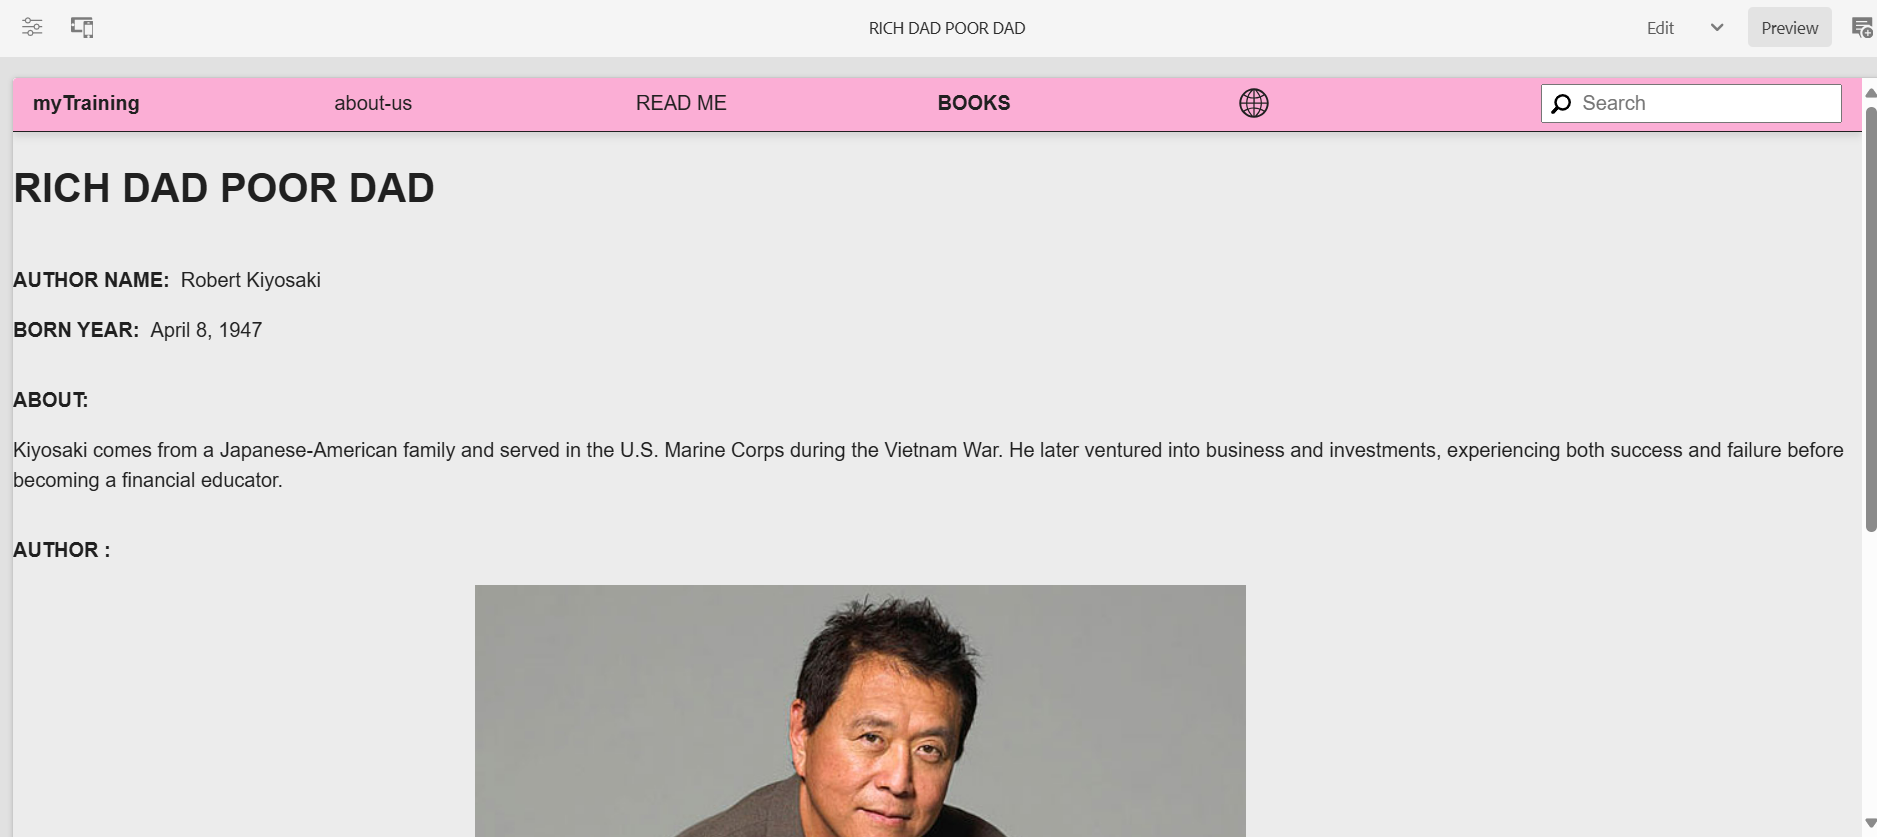 RICH DAD POOR DAD
Edit
Preview
myTraining
about-us
READ ME
BOOKS
Search
RICH DAD POOR DAD
AUTHOR NAME: Robert Kiyosaki
BORN YEAR: April 8, 1947
ABOUT:
Kiyosaki comes from a Japanese-American family and served in the U.S. Marine Corps during the Vietnam War. He later ventured into business and investments, experiencing both success and failure before
becoming a financial educator.
AUTHOR :